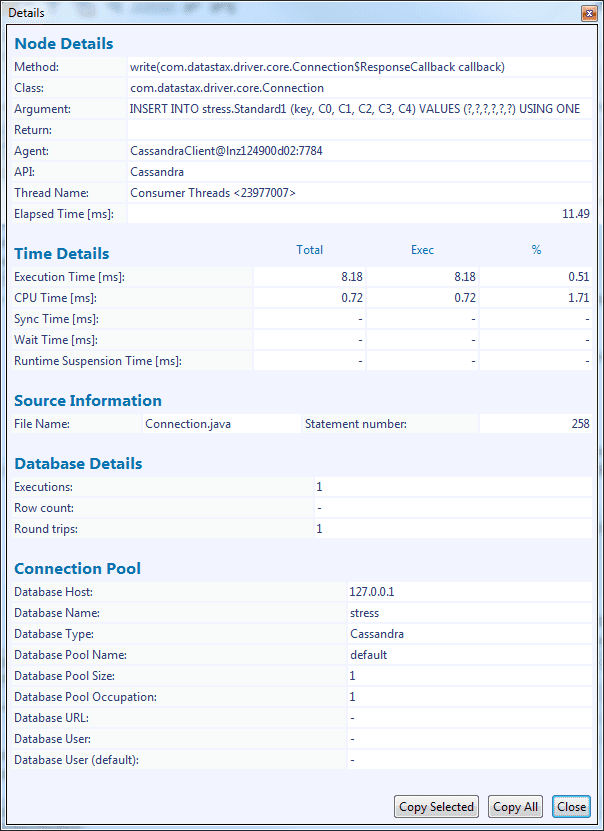 Details
Node Details
Method: write(com.datastax.driver.core.Connection$ResponseCallback callback)
Class: com.datastax.driver.core.Connection
Argument: INSERT INTO stress.Standard1 (key, C0, C1, C2, C3, C4) VALUES (?,?,?,?,?,?) USING ONE
Return:
Agent: CassandraClient@lnz124900d02:7784
API: Cassandra
Thread Name: Consumer Threads <23977007>
Elapsed Time [ms]: 11.49
Time Details Total Exec %
Execution Time [ms]: 8.18 8.18 0.51
CPU Time [ms]: 0.72 0.72 1.71
Sync Time [ms]: - - -
Wait Time [ms]: - - -
Runtime Suspension Time [ms]: - - -
Source Information
File Name: Connection.java Statement number: 258
Database Details
Executions: 1
Row count: -
Round trips: 1
Connection Pool
Database Host: 127.0.0.1
Database Name: stress
Database Type: Cassandra
Database Pool Name: default
Database Pool Size: 1
Database Pool Occupation: 1
Database URL: -
Database User: -
Database User (default): -
Copy Selected Copy All Close